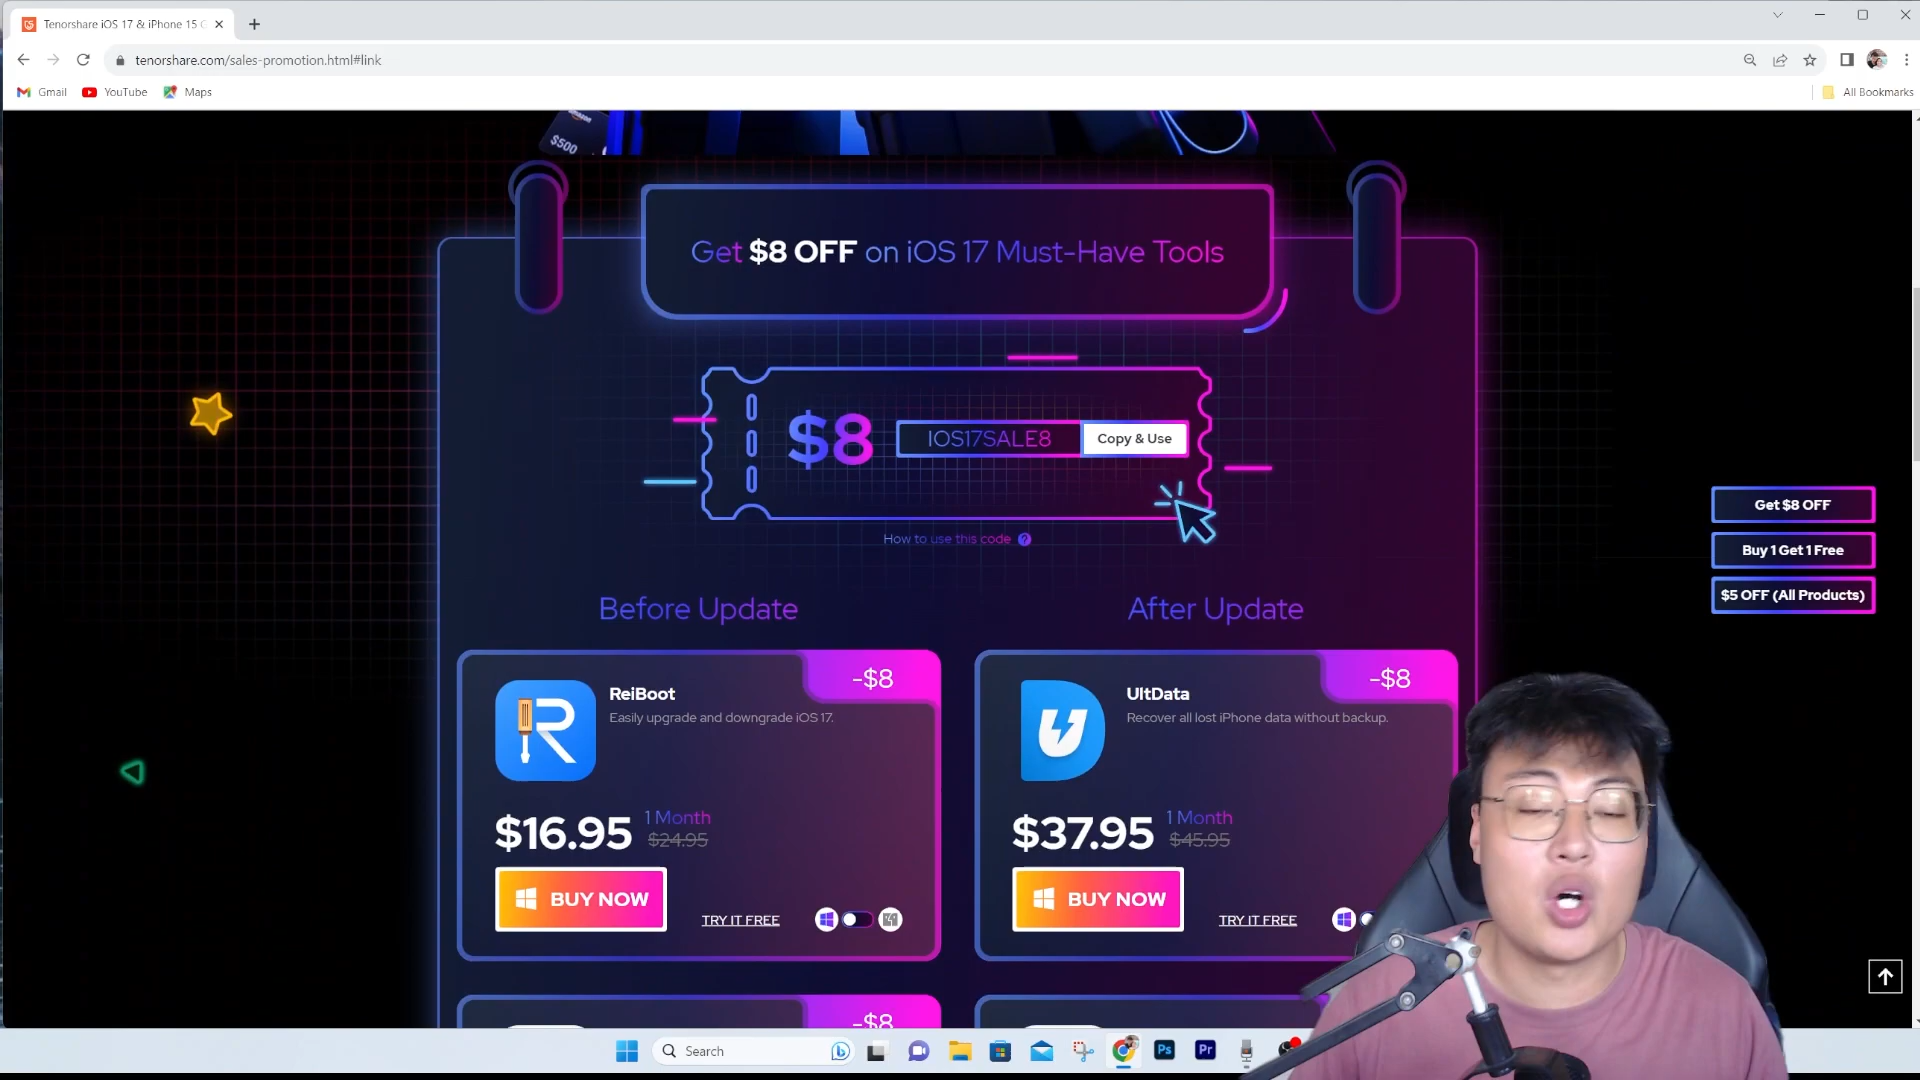 Tenorshare iOS 17 & iPhone 15
tenorshare.com/sales-promotion.html#link
Gmail
YouTube
Maps
All Bookmarks
amazon
$500
Get $8 OFF on iOS 17 Must-Have Tools
$8
IOS17SALE8
Copy & Use
How to use this code ?
Get $8 OFF
Buy 1 Get 1 Free
$5 OFF (All Products)
Before Update
After Update
-$8
ReiBoot
Easily upgrade and downgrade iOS 17.
$16.95
1 Month
$24.95
BUY NOW
TRY IT FREE
-$8
UltData
Recover all lost iPhone data without backup.
$37.95
1 Month
$45.95
BUY NOW
TRY IT FREE
-$8
Search
Ps
Pr